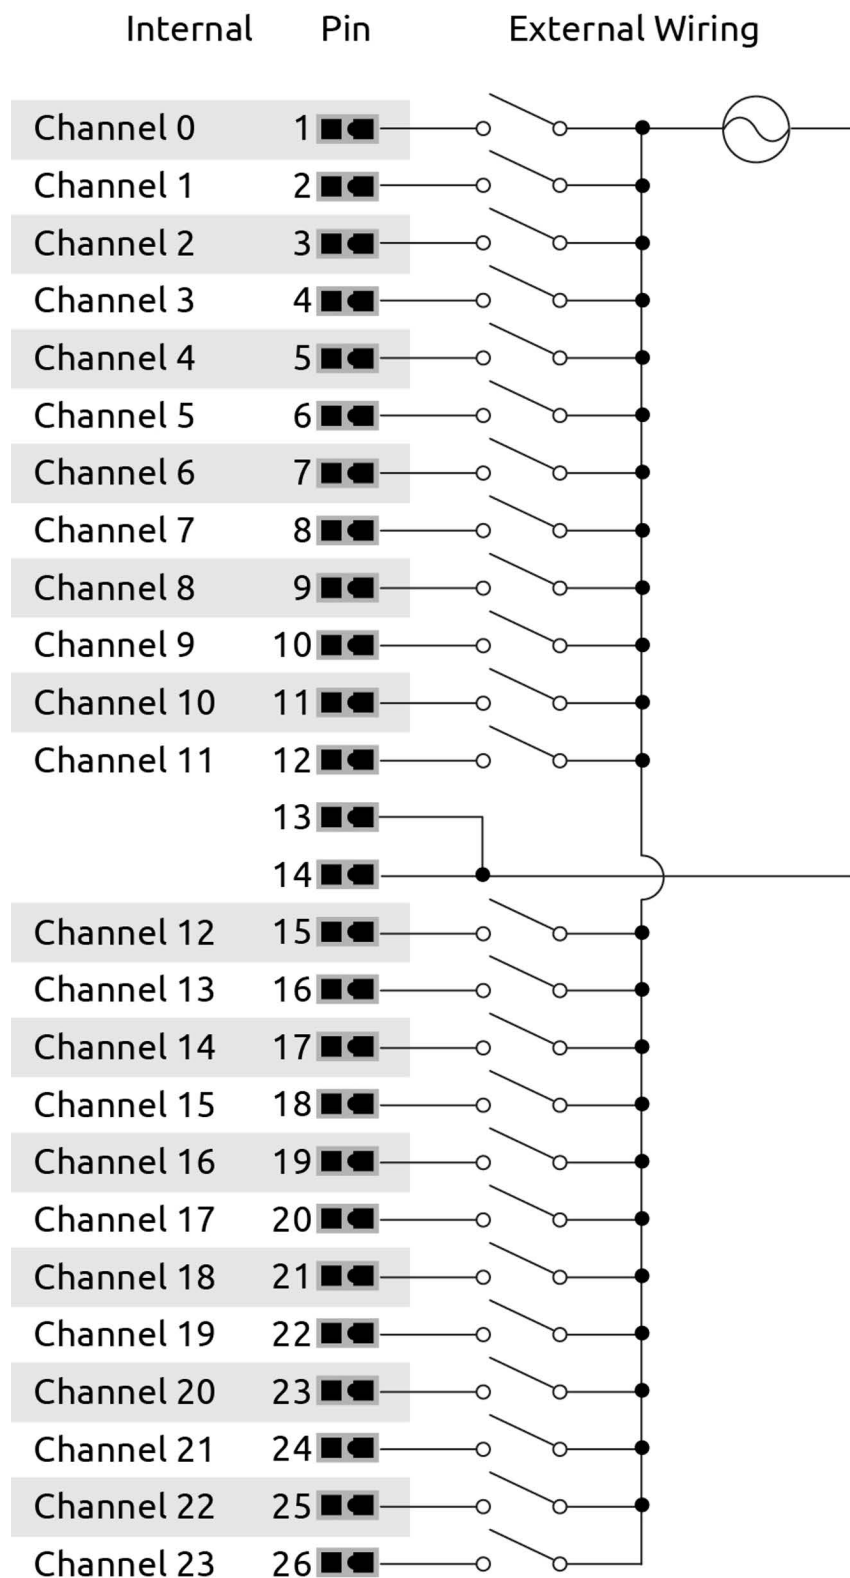 Internal Pin External Wiring
Channel 0 1
Channel 1 2
Channel 2 3
Channel 3 4
Channel 4 5
Channel 5 6
Channel 6 7
Channel 7 8
Channel 8 9
Channel 9 10
Channel 10 11
Channel 11 12
13
14
Channel 12 15
Channel 13 16
Channel 14 17
Channel 15 18
Channel 16 19
Channel 17 20
Channel 18 21
Channel 19 22
Channel 20 23
Channel 21 24
Channel 22 25
Channel 23 26